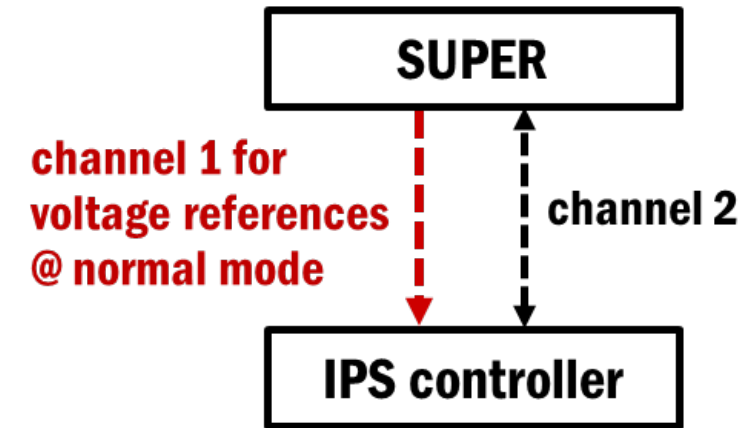 SUPER
channel 1 for
voltage references
@ normal mode
channel 2
IPS controller